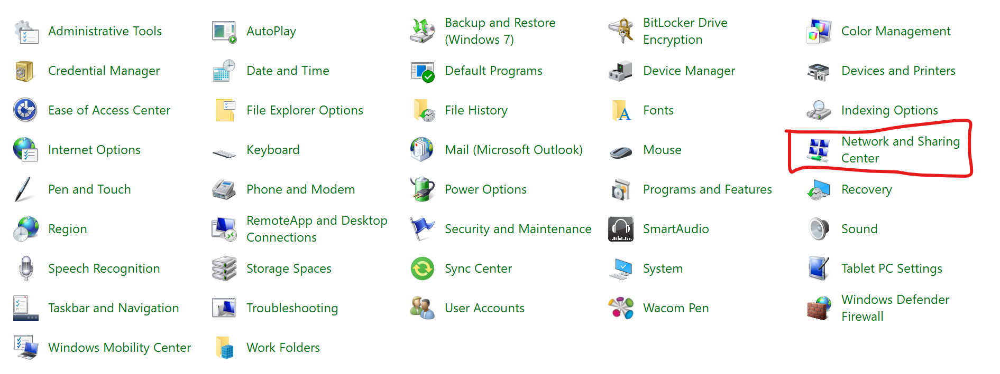 Administrative Tools
AutoPlay
Backup and Restore
(Windows 7)
BitLocker Drive
Encryption
Color Management
Credential Manager
Date and Time
Default Programs
Device Manager
Devices and Printers
Ease of Access Center
File Explorer Options
File History
Fonts
Indexing Options
Internet Options
Keyboard
Mail (Microsoft Outlook)
Mouse
Network and Sharing
Center
Pen and Touch
Phone and Modem
Power Options
Programs and Features
Recovery
Region
RemoteApp and Desktop
Connections
Security and Maintenance
SmartAudio
Sound
Speech Recognition
Storage Spaces
Sync Center
System
Tablet PC Settings
Taskbar and Navigation
Troubleshooting
User Accounts
Wacom Pen
Windows Defender
Firewall
Windows Mobility Center
Work Folders